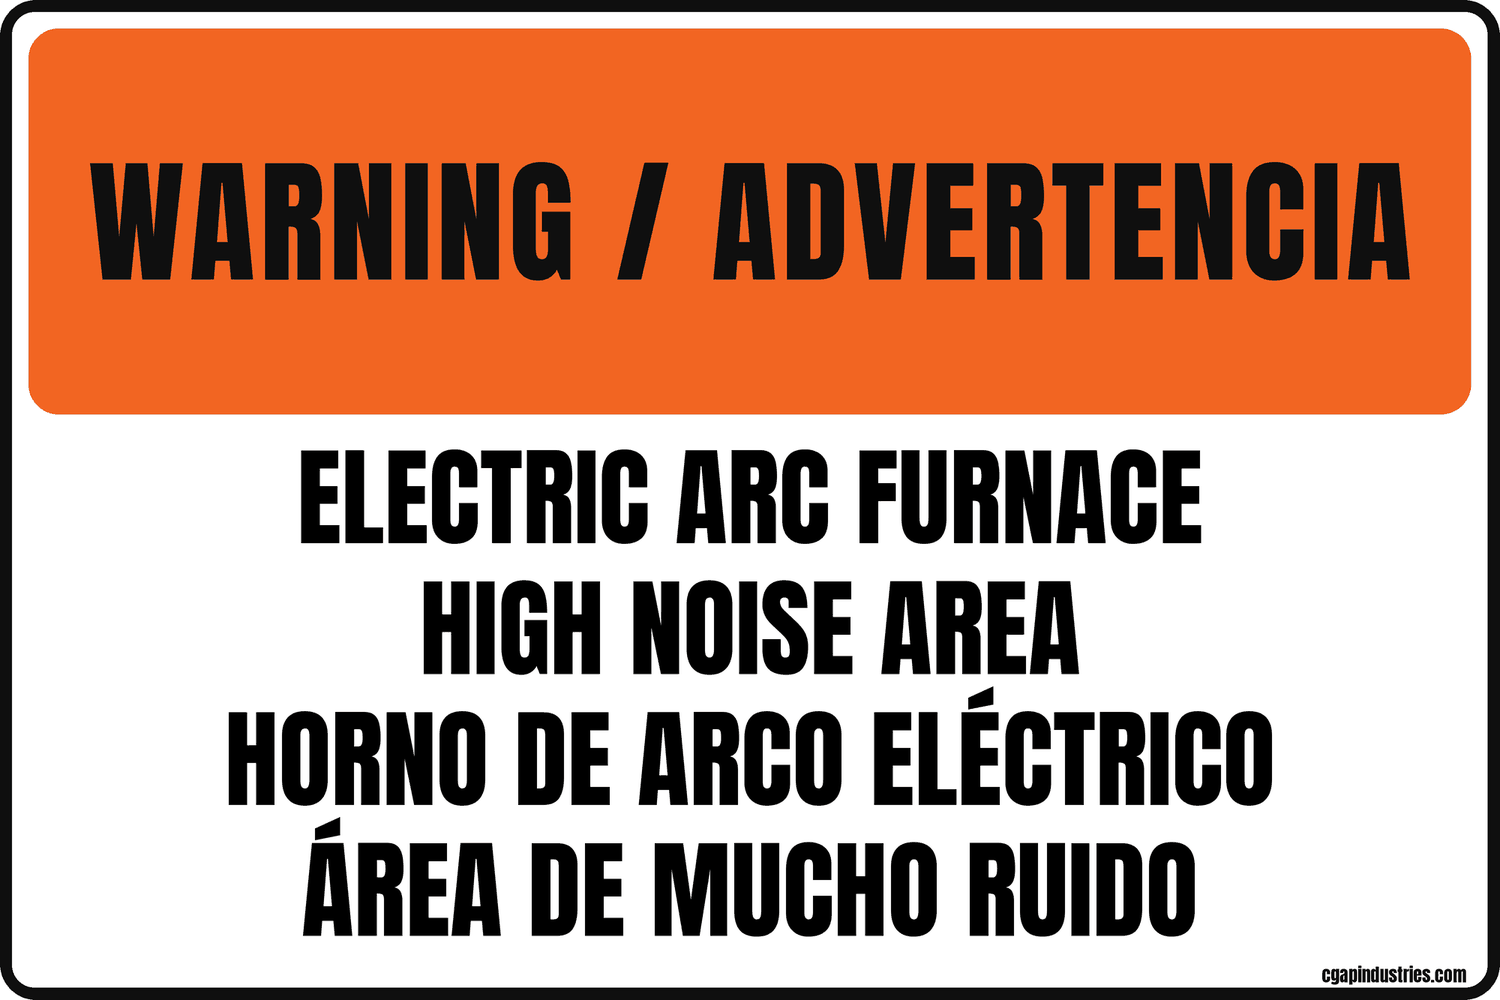 WARNING / ADVERTENCIA
ELECTRIC ARC FURNACE
HIGH NOISE AREA
HORNO DE ARCO ELÉCTRICO
ÁREA DE MUCHO RUIDO
cgapindustries.com